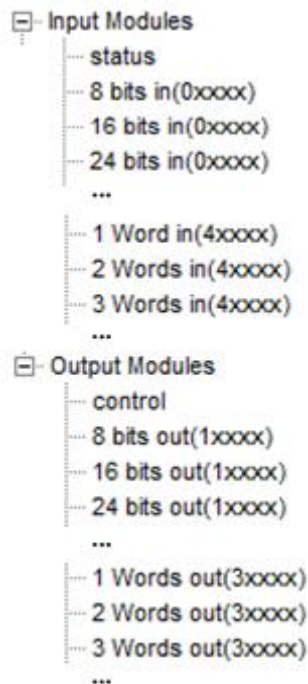 Input Modules
status
8 bits in(0xxxx)
16 bits in(0xxxx)
24 bits in(0xxxx)
...
1 Word in(4xxxx)
2 Words in(4xxxx)
3 Words in(4xxxx)
...
Output Modules
control
8 bits out(1xxxx)
16 bits out(1xxxx)
24 bits out(1xxxx)
...
1 Words out(3xxxx)
2 Words out(3xxxx)
3 Words out(3xxxx)
...